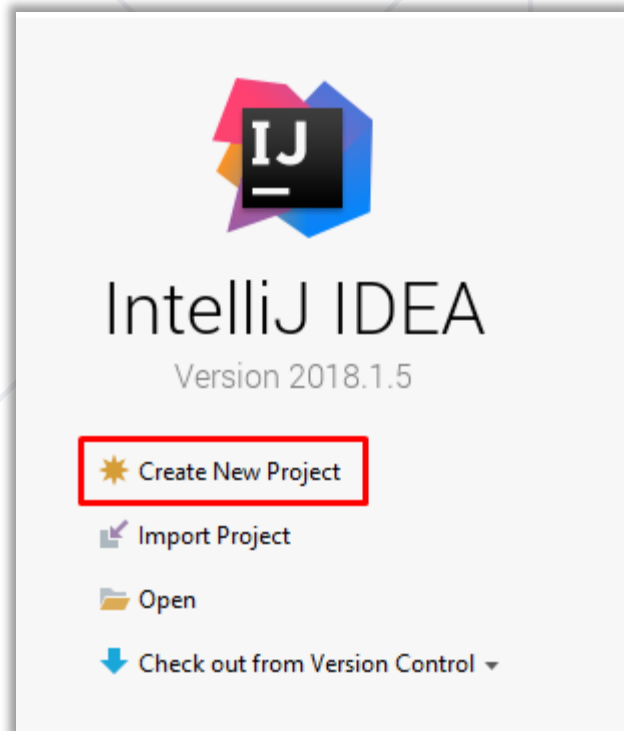 IJ
IntelliJ IDEA
Version 2018.1.5
Create New Project
Import Project
Open
Check out from Version Control